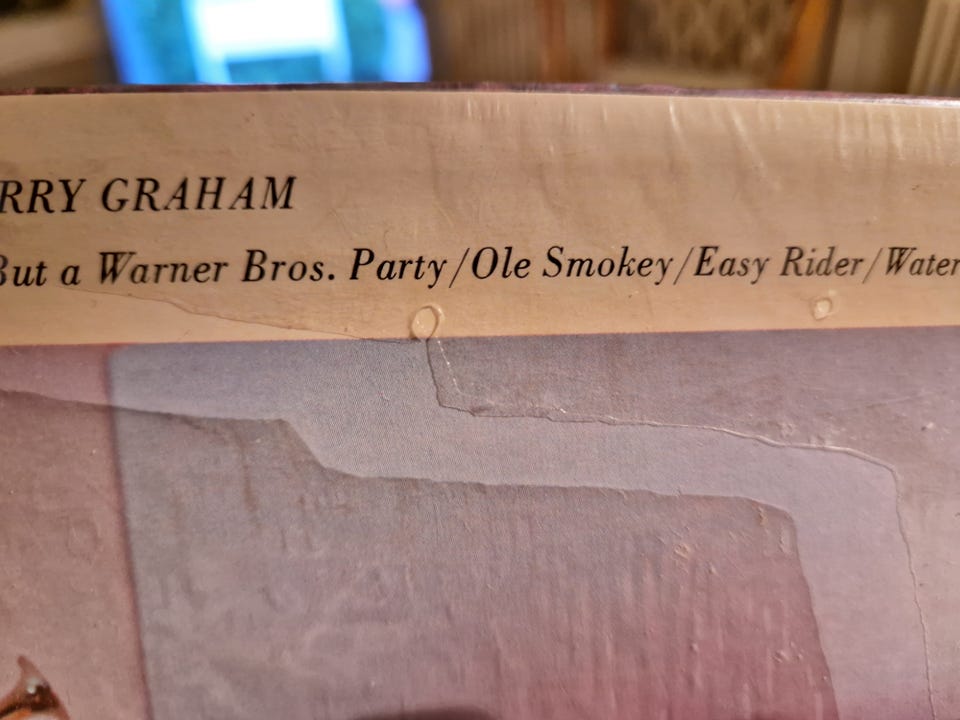 RRY GRAHAM
But a Warner Bros. Party/Ole Smokey/Easy Rider/Water